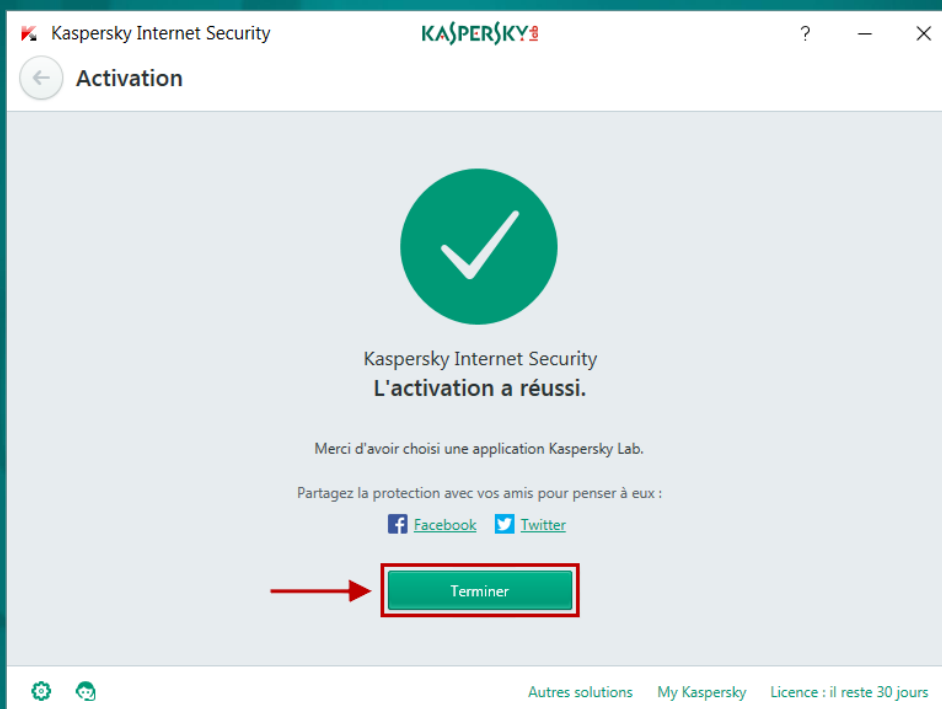 Kaspersky Internet Security
KASPERSKY lab
?
Activation
Kaspersky Internet Security
L'activation a réussi.
Merci d'avoir choisi une application Kaspersky Lab.
Partagez la protection avec vos amis pour penser à eux :
Facebook Twitter
Terminer
Autres solutions My Kaspersky Licence : il reste 30 jours